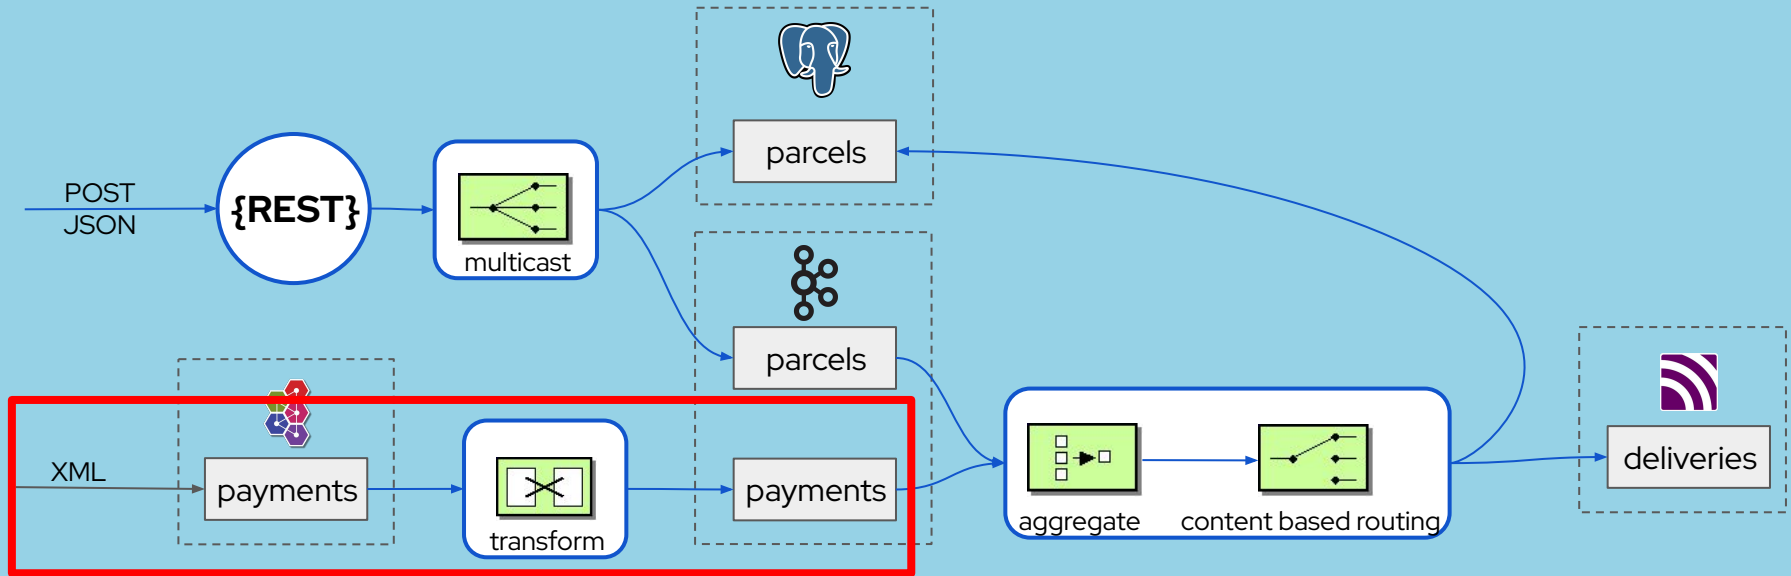 parcels
POST
JSON
{REST}
multicast
parcels
XML
payments
transform
payments
aggregate
content based routing
deliveries